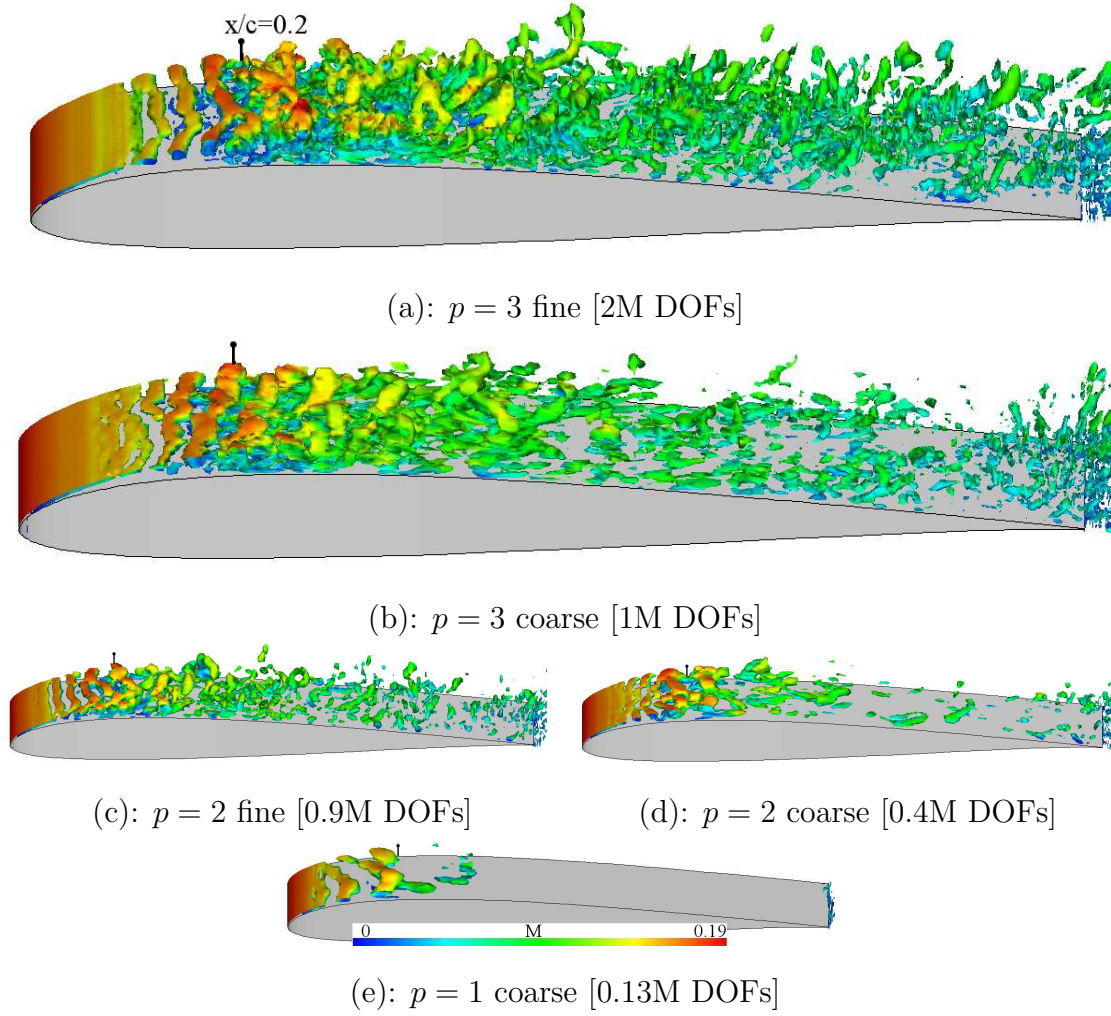 x/c=0.2
(a): p = 3 fine [2M DOFs]
(b): p = 3 coarse [1M DOFs]
(c): p = 2 fine [0.9M DOFs]
(d): p = 2 coarse [0.4M DOFs]
0 M 0.19
(e): p = 1 coarse [0.13M DOFs]